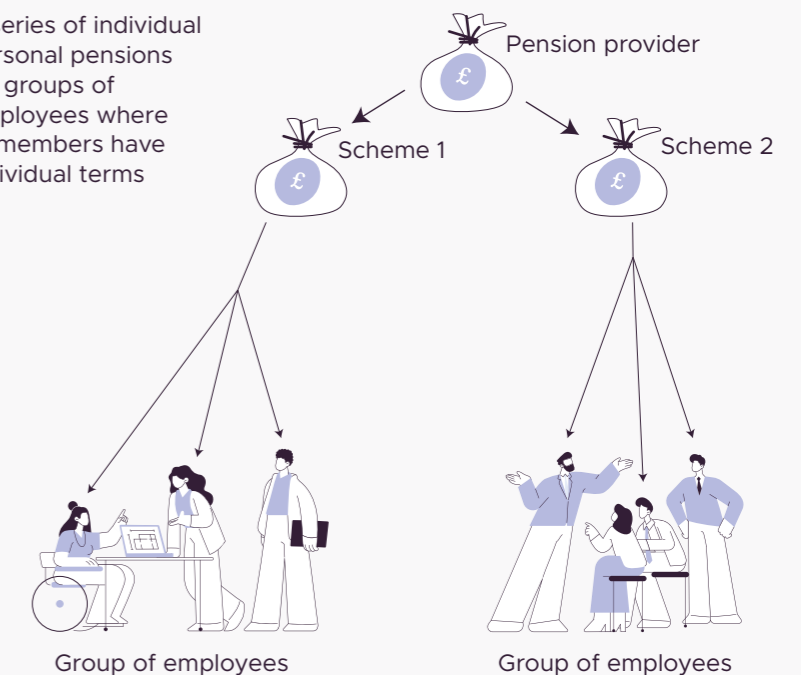 eries of individual
rsonal pensions
groups of
ployees where
members have
ividual terms
Pension provider
£
Scheme 1
£
Scheme 2
£
Group of employees
Group of employees